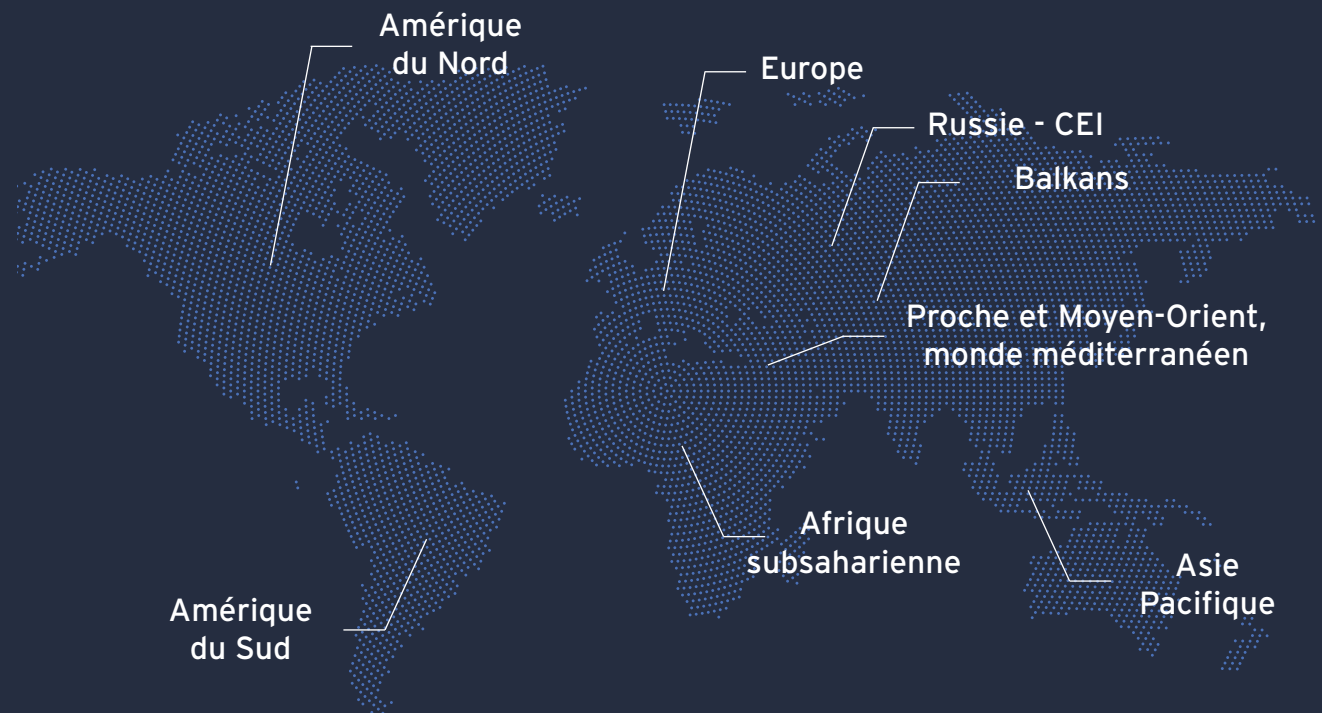 Amérique
du Nord
Europe
Russie - CEI
Balkans
Proche et Moyen-Orient,
monde méditerranéen
Afrique
subsaharienne
Asie
Pacifique
Amérique
du Sud